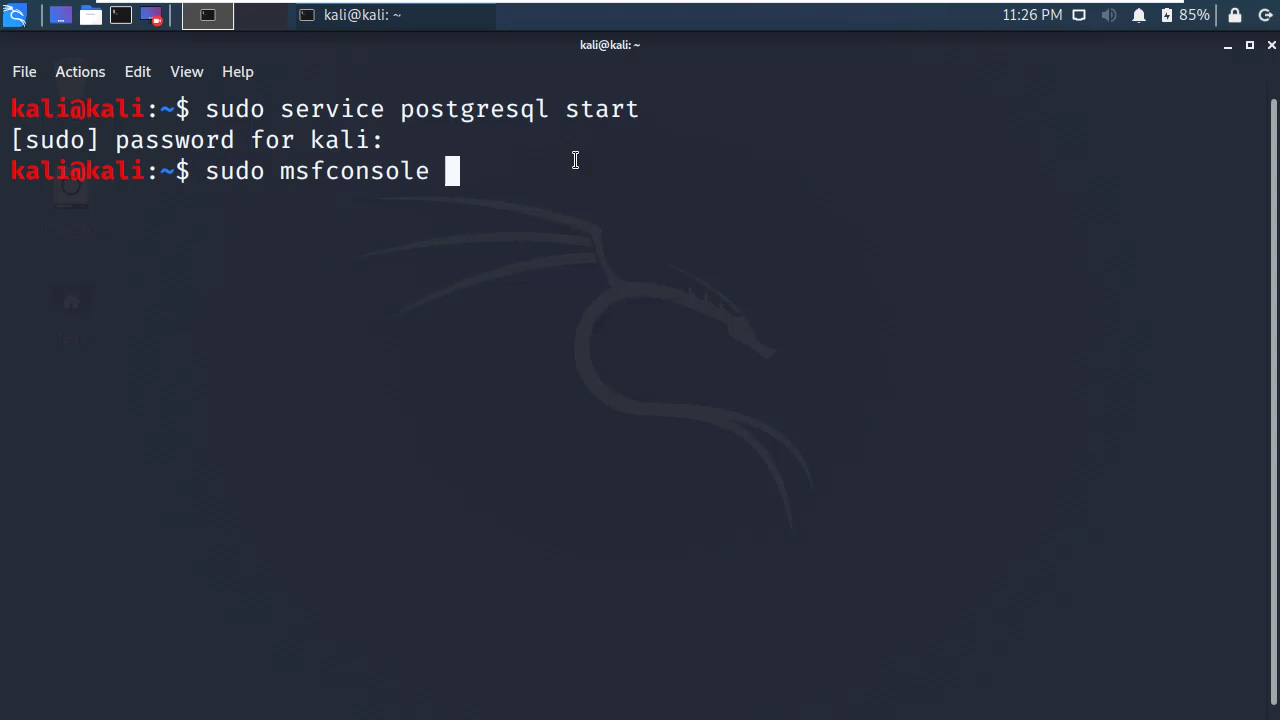 kali@kali: ~
11:26 PM
85%
kali@kali: ~
File Actions Edit View Help
kali@kali:~$ sudo service postgresql start
[sudo] password for kali:
kali@kali:~$ sudo msfconsole